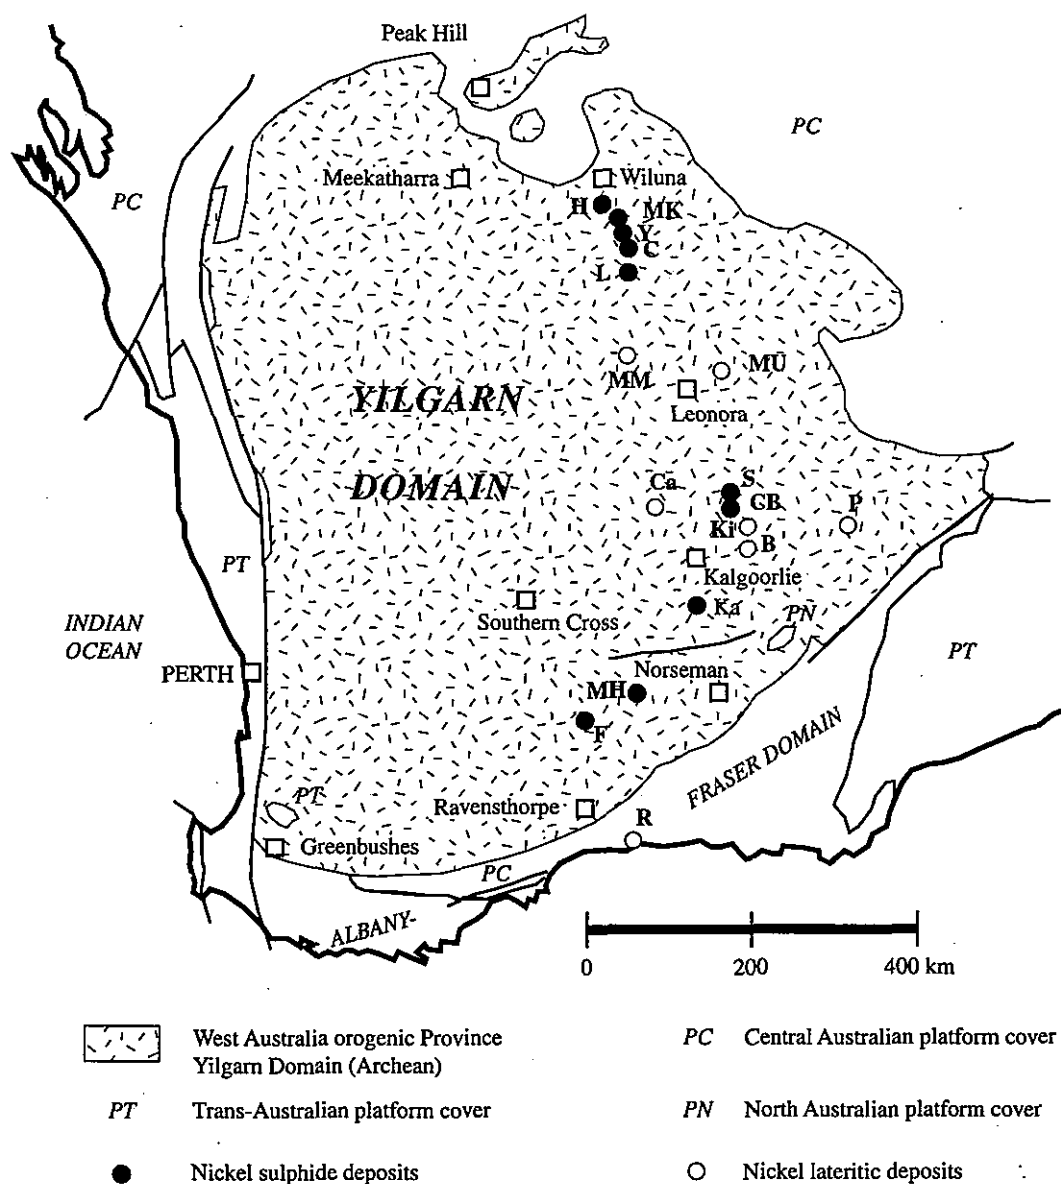 Peak Hill
PC
Meekatharra
Wiluna
PC
H
MK
Y
C
L
MM
MU
Leonora
YILGARN
DOMAIN
Ca
S
GB
P
Ki
B
Kalgoorlie
PT
Southern Cross
Ka
PN
INDIAN
OCEAN
PERTH
Norseman
MH
PT
F
FRASER DOMAIN
PT
Ravensthorpe
R
Greenbushes
PC
ALBANY-
0 200 400 km
West Australia orogenic Province
Yilgarn Domain (Archean)
PC Central Australian platform cover
PT Trans-Australian platform cover
PN North Australian platform cover
Nickel sulphide deposits
Nickel lateritic deposits